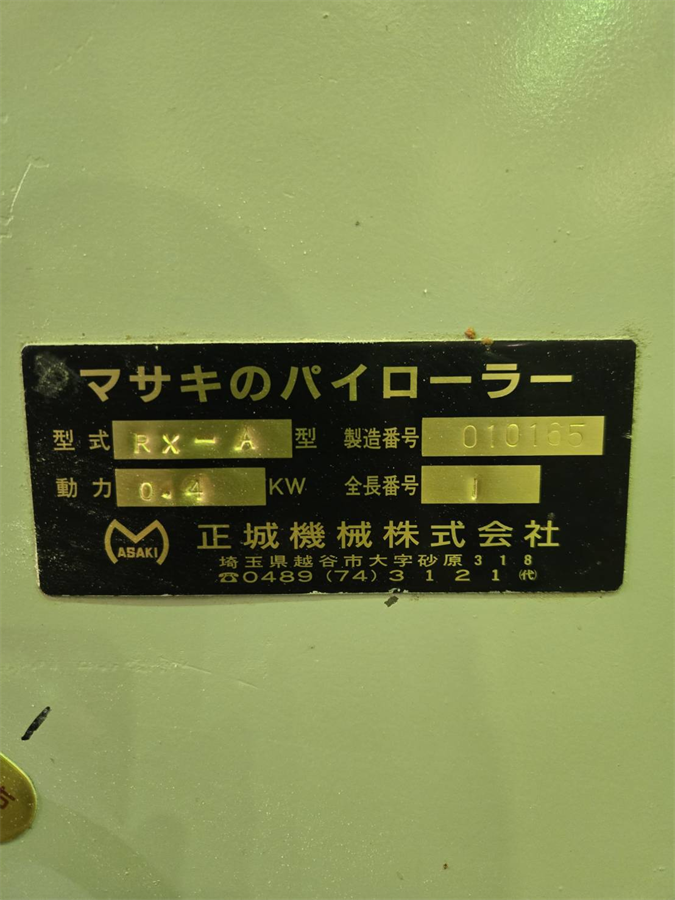 マサキのパイローラー
型式 RX-A 型 製造番号 010165
動力 0.4 KW 全長番号 1
MASAKI 正城機械株式会社
埼玉県越谷市大字砂原318
☎0489(74)3121(代)